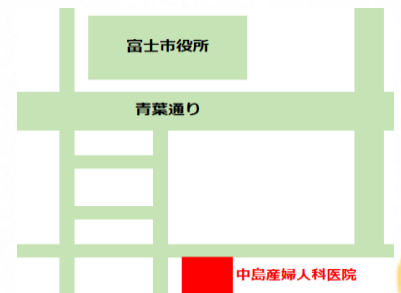 富士市役所
青葉通り
中島産婦人科医院